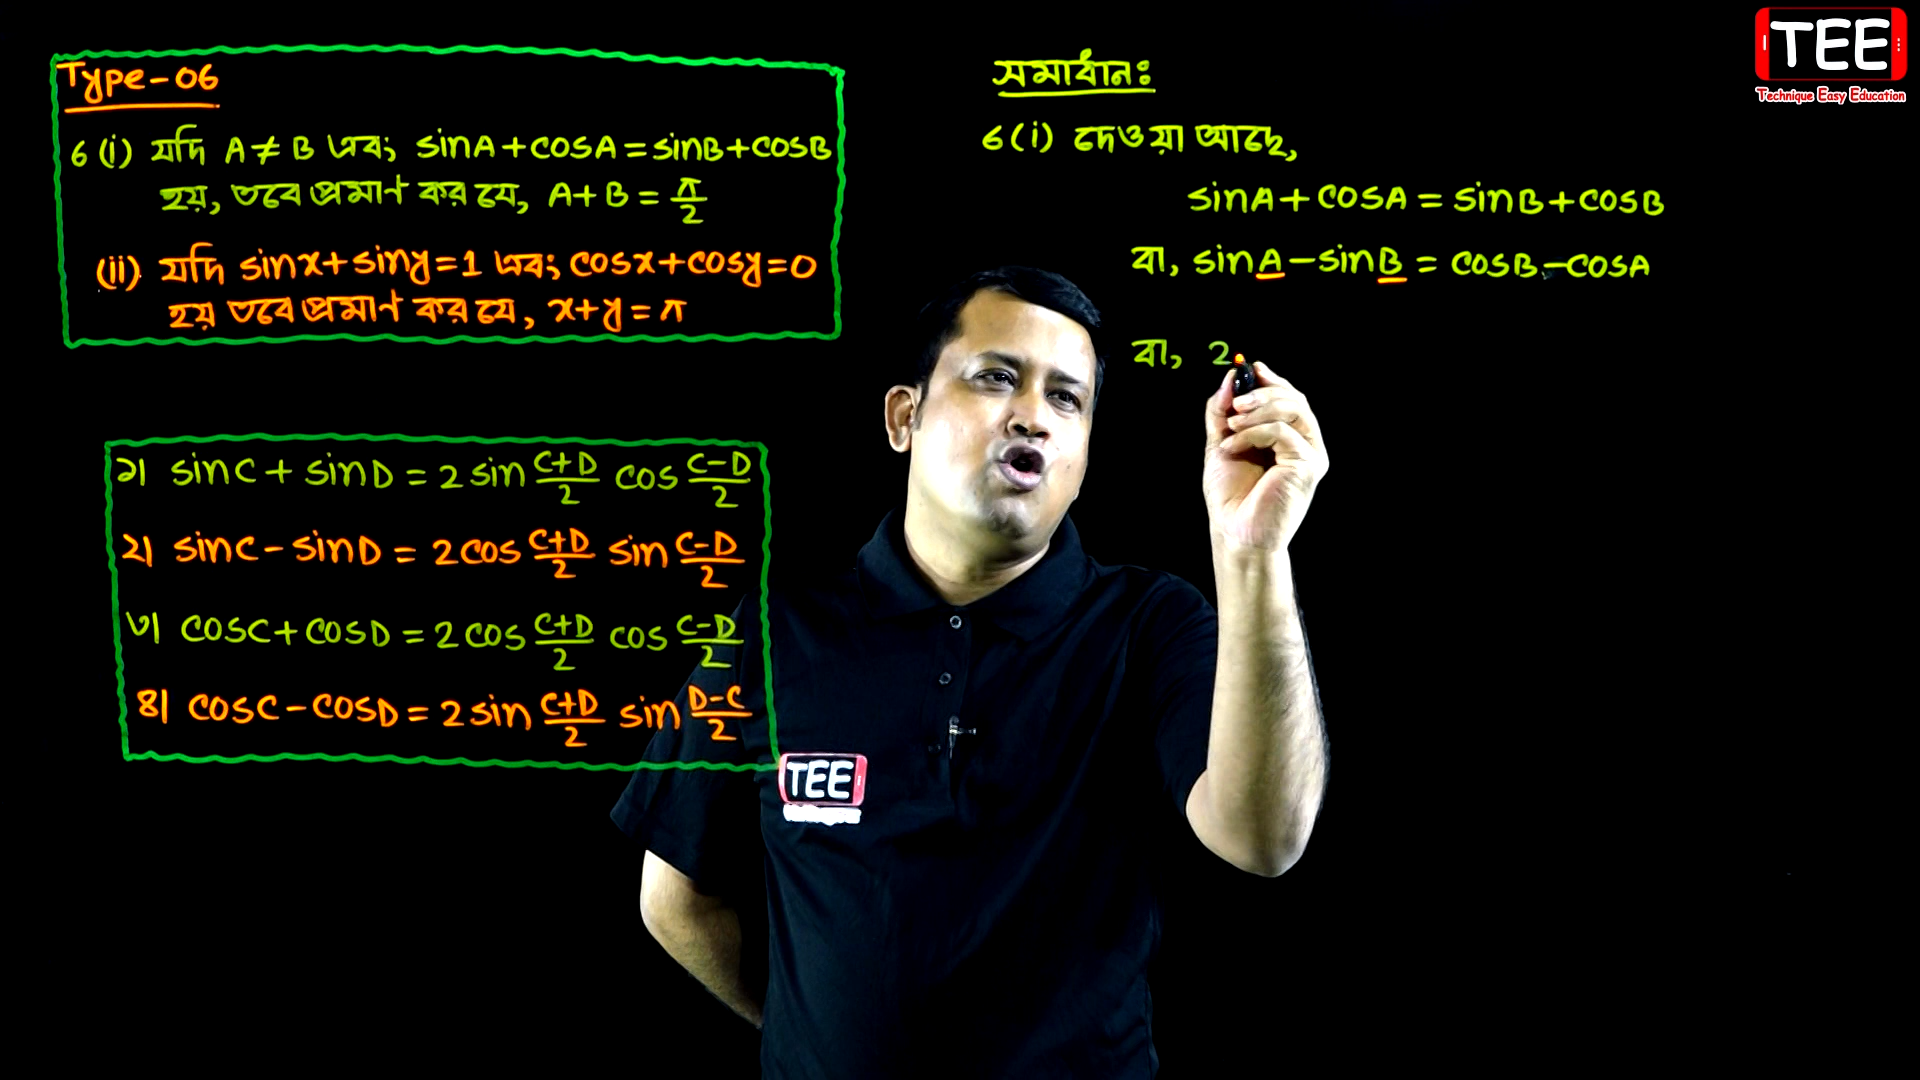 Type-06
6 (i) যদি A ≠ B এবং sinA + cosA = sinB + cosB
হয়, তবে প্রমাণ কর যে, A + B = π/2
(ii) যদি sinx + siny = 1 এবং cosx + cosy = 0
হয় তবে প্রমাণ কর যে, x + y = π
১। sinC + sinD = 2 sin (C+D)/2 cos (C-D)/2
২। sinC - sinD = 2 cos (C+D)/2 sin (C-D)/2
৩। cosC + cosD = 2 cos (C+D)/2 cos (C-D)/2
৪। cosC - cosD = 2 sin (C+D)/2 sin (D-C)/2
সমাধানঃ
6 (i) দেওয়া আছে,
sinA + cosA = sinB + cosB
বা, sinA - sinB = cosB - cosA
বা, 2
TEE
Technique Easy Education
TEE